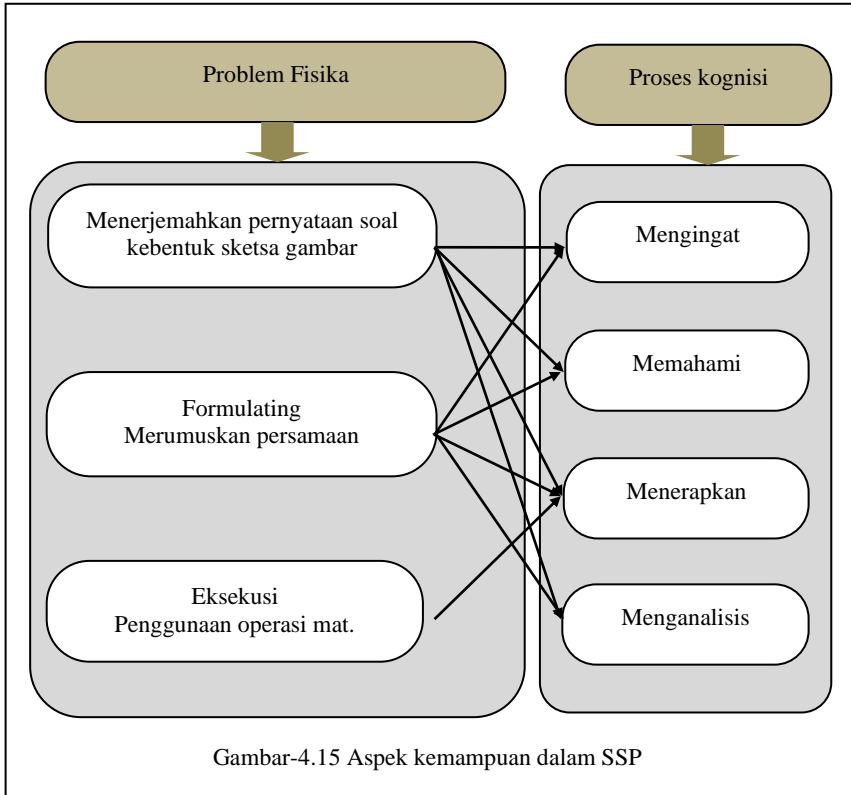 Problem Fisika
Proses kognisi
Menerjemahkan pernyataan soal
kebentuk sketsa gambar
Formulating
Merumuskan persamaan
Eksekusi
Penggunaan operasi mat.
Mengingat
Memahami
Menerapkan
Menganalisis
Gambar-4.15 Aspek kemampuan dalam SSP